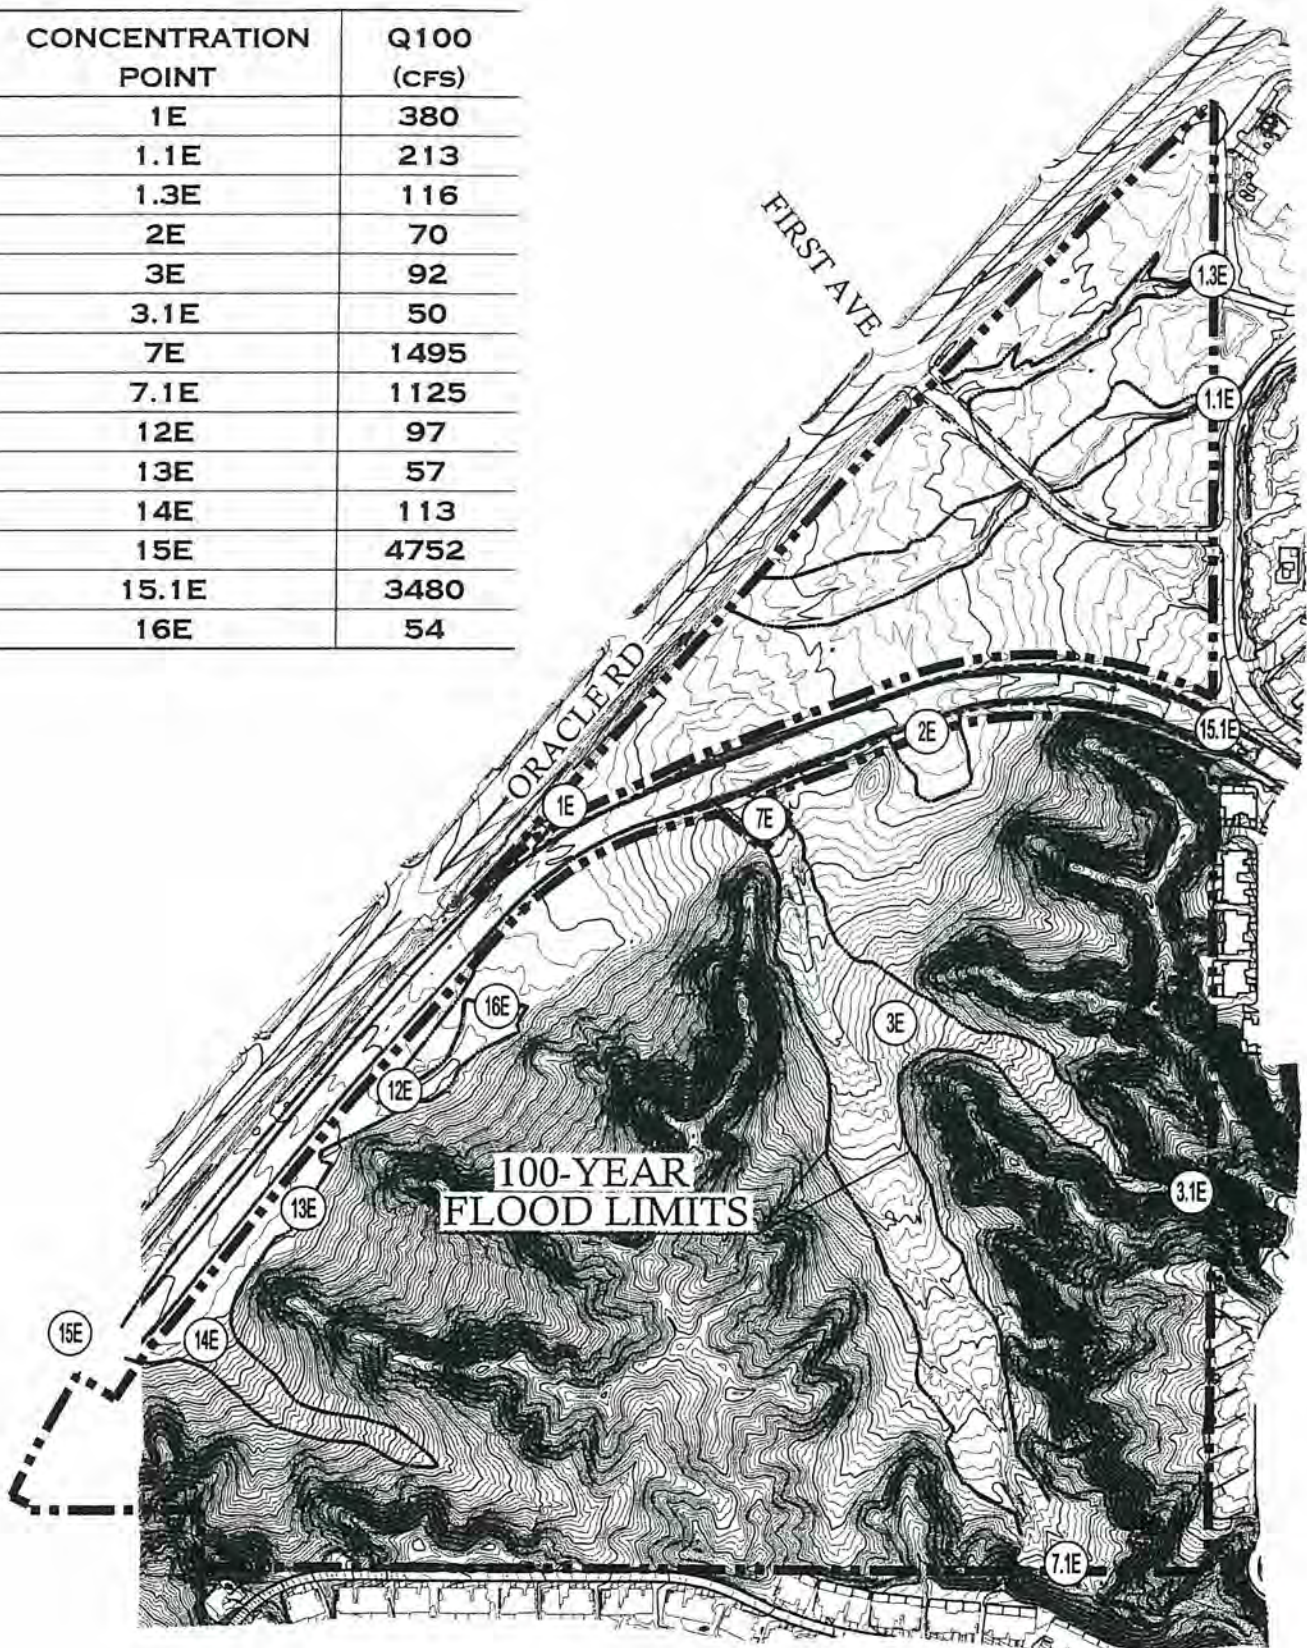 CONCENTRATION POINT Q100 (CFS)
1E 380
1.1E 213
1.3E 116
2E 70
3E 92
3.1E 50
7E 1495
7.1E 1125
12E 97
13E 57
14E 113
15E 4752
15.1E 3480
16E 54
FIRST AVE
1.3E
1.1E
ORACLE RD
2E
15.1E
1E
7E
16E
3E
12E
100-YEAR
FLOOD LIMITS
3.1E
13E
15E
14E
7.1E